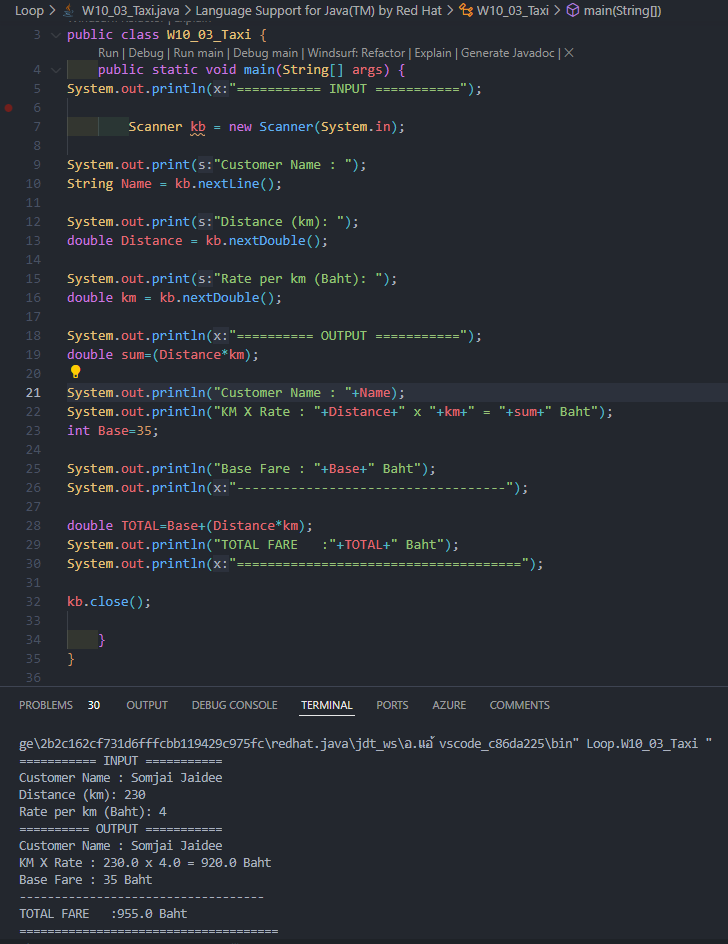 Loop > W10_03_Taxi.java > Language Support for Java(TM) by Red Hat > W10_03_Taxi > main(String[])
3 public class W10_03_Taxi {
Run | Debug | Run main | Debug main | Windsurf: Refactor | Explain | Generate Javadoc | X
4 public static void main(String[] args) {
5 System.out.println(x:"=========== INPUT ===========");
6
7 Scanner kb = new Scanner(System.in);
8
9 System.out.print(s:"Customer Name : ");
10 String Name = kb.nextLine();
11
12 System.out.print(s:"Distance (km): ");
13 double Distance = kb.nextDouble();
14
15 System.out.print(s:"Rate per km (Baht): ");
16 double km = kb.nextDouble();
17
18 System.out.println(x:"========== OUTPUT ===========");
19 double sum=(Distance*km);
20
21 System.out.println("Customer Name : "+Name);
22 System.out.println("KM X Rate : "+Distance+" x "+km+" = "+sum+" Baht");
23 int Base=35;
24
25 System.out.println("Base Fare : "+Base+" Baht");
26 System.out.println(x:"-----------------------------------");
27
28 double TOTAL=Base+(Distance*km);
29 System.out.println("TOTAL FARE   :"+TOTAL+" Baht");
30 System.out.println(x:"=====================================");
31
32 kb.close();
33
34 }
35 }
36
PROBLEMS 30 OUTPUT DEBUG CONSOLE TERMINAL PORTS AZURE COMMENTS
ge\2b2c162cf731d6fffcbb119429c975fc\redhat.java\jdt_ws\อ.แอ้ vscode_c86da225\bin" Loop.W10_03_Taxi "
=========== INPUT ===========
Customer Name : Somjai Jaidee
Distance (km): 230
Rate per km (Baht): 4
========== OUTPUT ===========
Customer Name : Somjai Jaidee
KM X Rate : 230.0 x 4.0 = 920.0 Baht
Base Fare : 35 Baht
-----------------------------------
TOTAL FARE   :955.0 Baht
=====================================